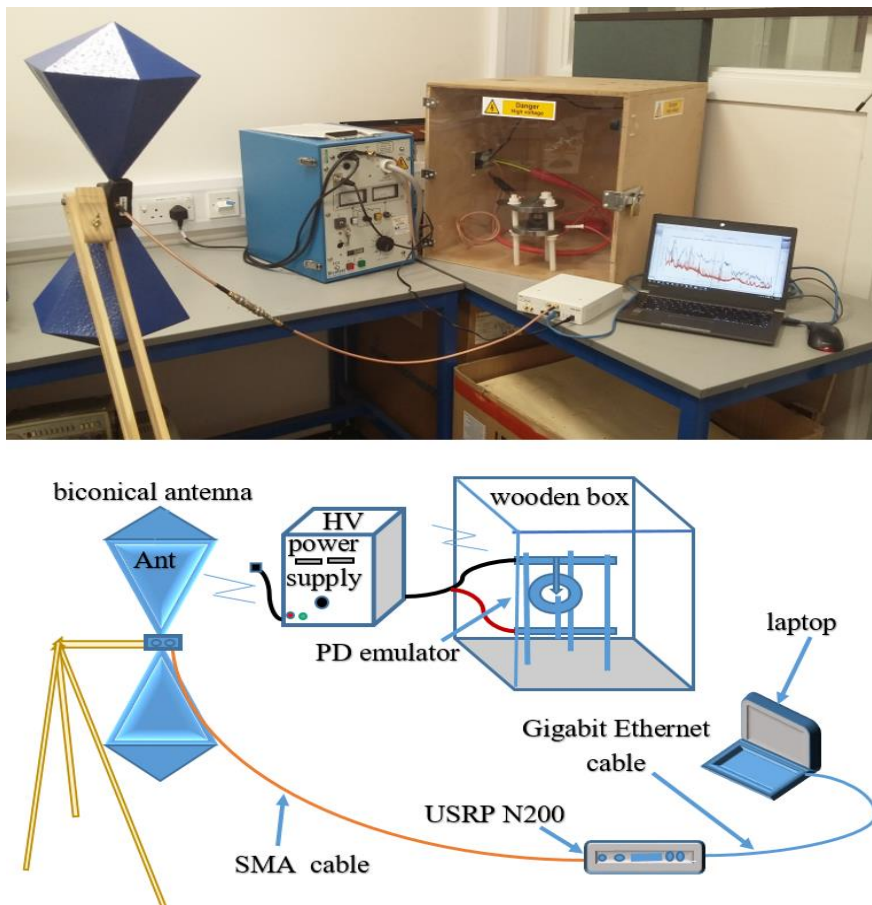 Danger
High voltage
biconical antenna
Ant
HV
power
supply
wooden box
PD emulator
laptop
Gigabit Ethernet
cable
USRP N200
SMA cable